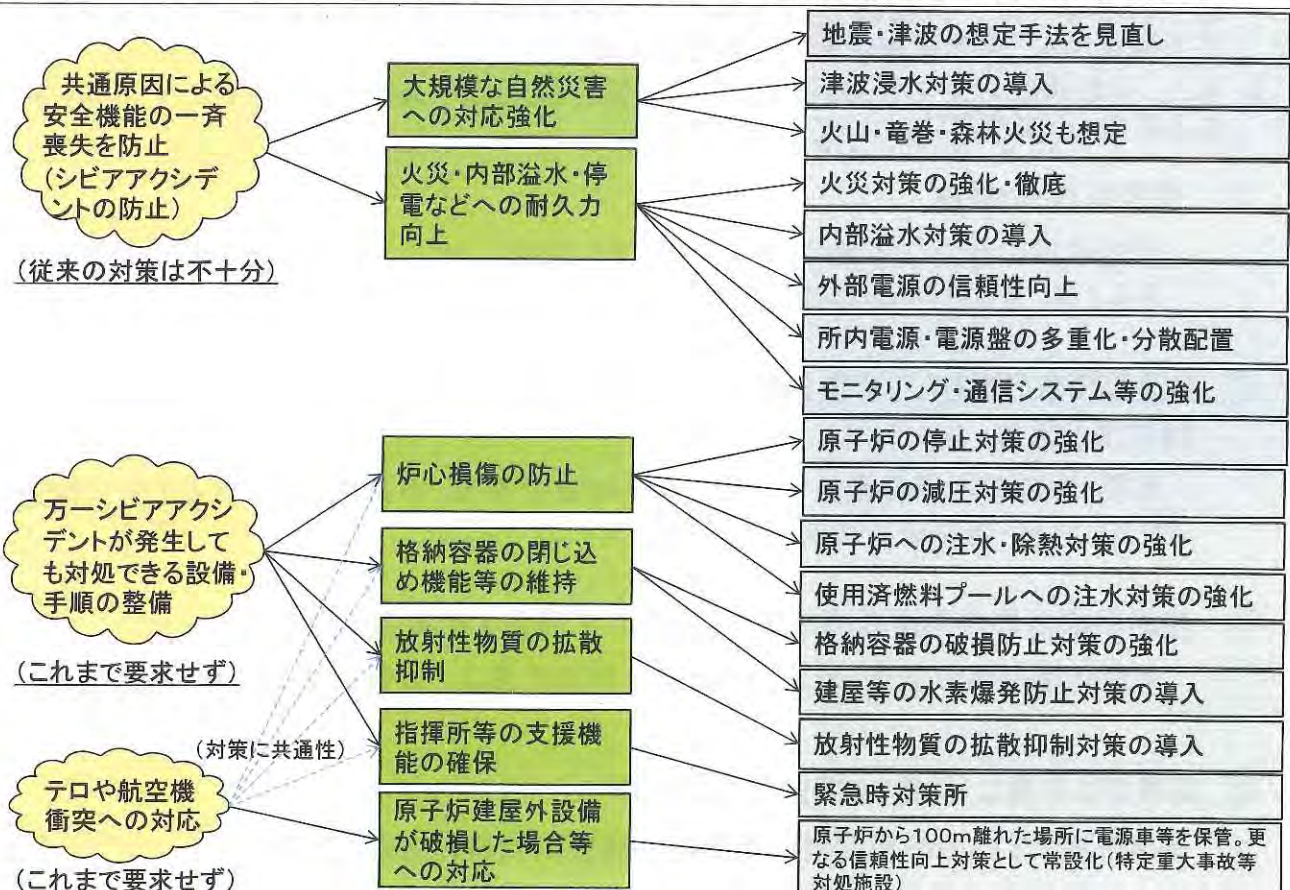 共通原因による
安全機能の一斉
喪失を防止
(シビアアクシデ
ントの防止)
(従来の対策は不十分)
大規模な自然災害
への対応強化
火災・内部溢水・停
電などへの耐久力
向上
地震・津波の想定手法を見直し
津波浸水対策の導入
火山・竜巻・森林火災も想定
火災対策の強化・徹底
内部溢水対策の導入
外部電源の信頼性向上
所内電源・電源盤の多重化・分散配置
モニタリング・通信システム等の強化
万一シビアアクシ
デントが発生して
も対処できる設備・
手順の整備
(これまで要求せず)
炉心損傷の防止
格納容器の閉じ込
め機能等の維持
放射性物質の拡散
抑制
指揮所等の支援機
能の確保
原子炉の停止対策の強化
原子炉の減圧対策の強化
原子炉への注水・除熱対策の強化
使用済燃料プールへの注水対策の強化
格納容器の破損防止対策の強化
建屋等の水素爆発防止対策の導入
放射性物質の拡散抑制対策の導入
緊急時対策所
(対策に共通性)
テロや航空機
衝突への対応
(これまで要求せず)
原子炉建屋外設備
が破損した場合等
への対応
原子炉から100m離れた場所に電源車等を保管。更
なる信頼性向上対策として常設化(特定重大事故等
対処施設)